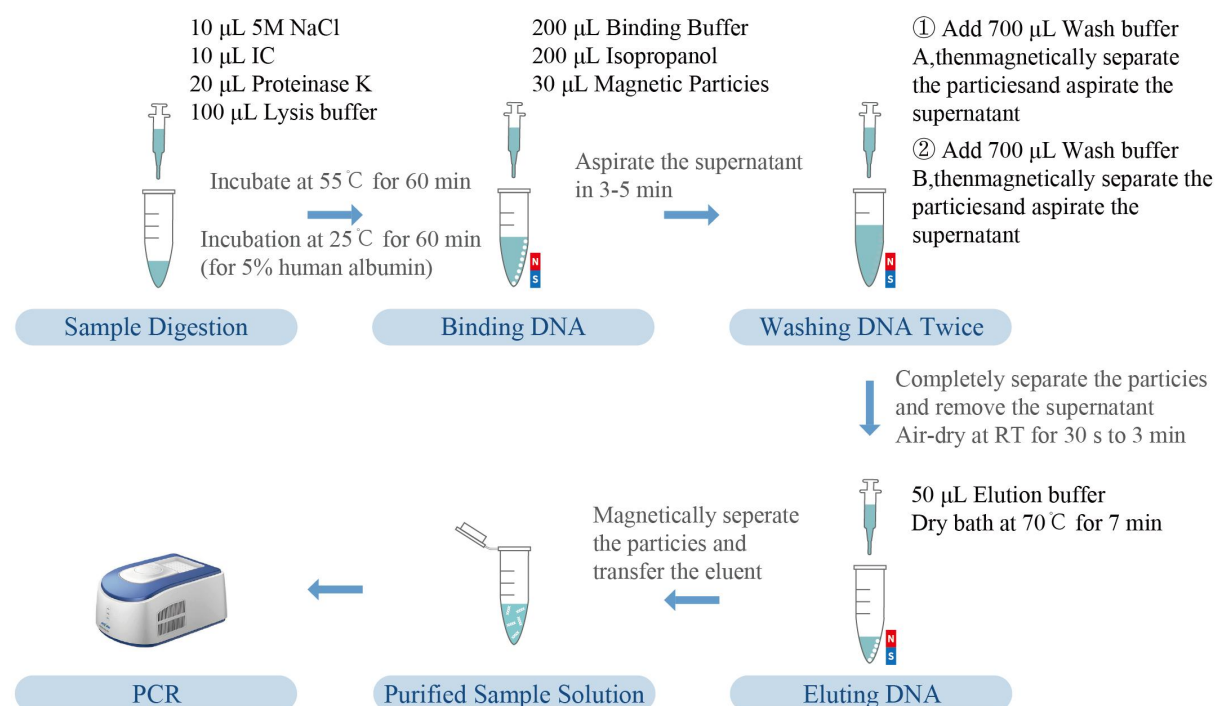 10 μL 5M NaCl
10 μL IC
20 μL Proteinase K
100 μL Lysis buffer
Incubate at 55℃ for 60 min
Incubation at 25℃ for 60 min
(for 5% human albumin)
Sample Digestion
200 μL Binding Buffer
200 μL Isopropanol
30 μL Magnetic Particies
N
S
Binding DNA
Aspirate the supernatant
in 3-5 min
① Add 700 μL Wash buffer
A,thenmagnetically separate
the particiesand aspirate the
supernatant
② Add 700 μL Wash buffer
B,thenmagnetically separate the
particiesand aspirate the
supernatant
N
S
Washing DNA Twice
Completely separate the particies
and remove the supernatant
Air-dry at RT for 30 s to 3 min
50 μL Elution buffer
Dry bath at 70℃ for 7 min
N
S
Eluting DNA
Magnetically seperate
the particies and
transfer the eluent
Purified Sample Solution
PCR